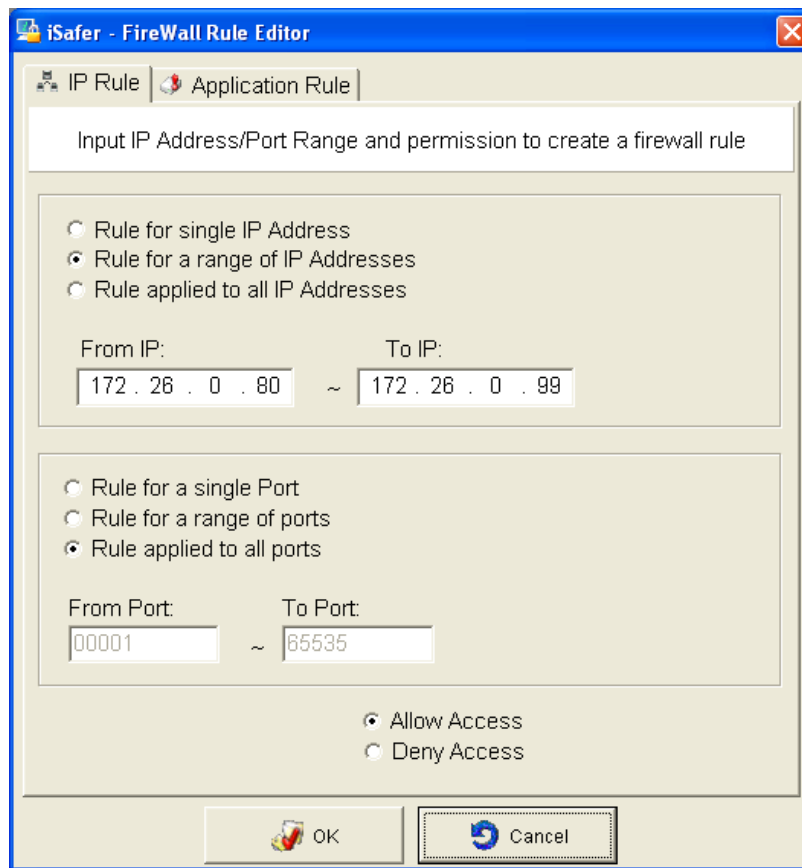 iSafer - FireWall Rule Editor
IP Rule Application Rule
Input IP Address/Port Range and permission to create a firewall rule
Rule for single IP Address
Rule for a range of IP Addresses
Rule applied to all IP Addresses
From IP: To IP:
172 . 26 . 0 . 80 ~ 172 . 26 . 0 . 99
Rule for a single Port
Rule for a range of ports
Rule applied to all ports
From Port: To Port:
00001 ~ 65535
Allow Access
Deny Access
OK Cancel